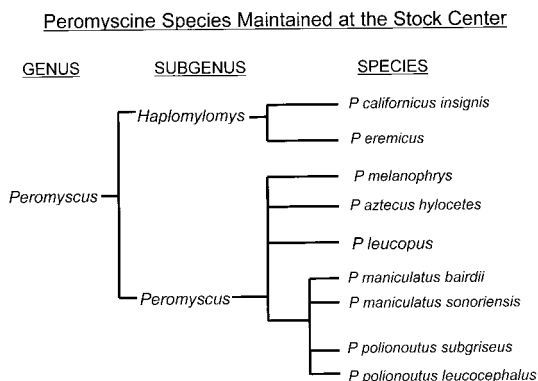 Peromyscine Species Maintained at the Stock Center
GENUS SUBGENUS SPECIES
Haplomylomys
P californicus insignis
P eremicus
Peromyscus
P melanophrys
P aztecus hylocetes
P leucopus
Peromyscus
P maniculatus bairdii
P maniculatus sonoriensis
P polionoutus subgriseus
P polionoutus leucocephalus